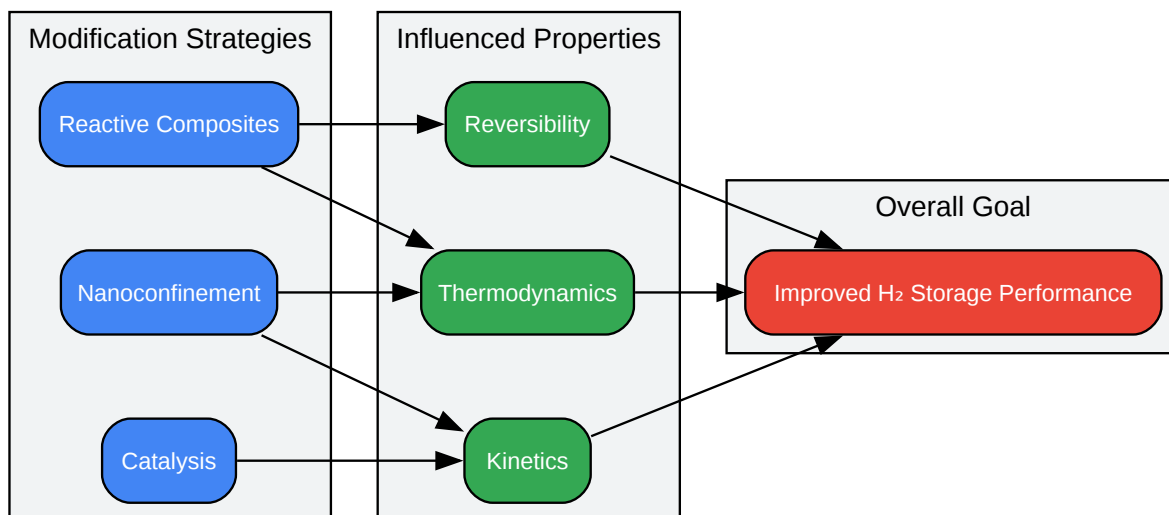 Modification Strategies
Reactive Composites
Nanoconfinement
Catalysis
Influenced Properties
Reversibility
Thermodynamics
Kinetics
Overall Goal
Improved H₂ Storage Performance